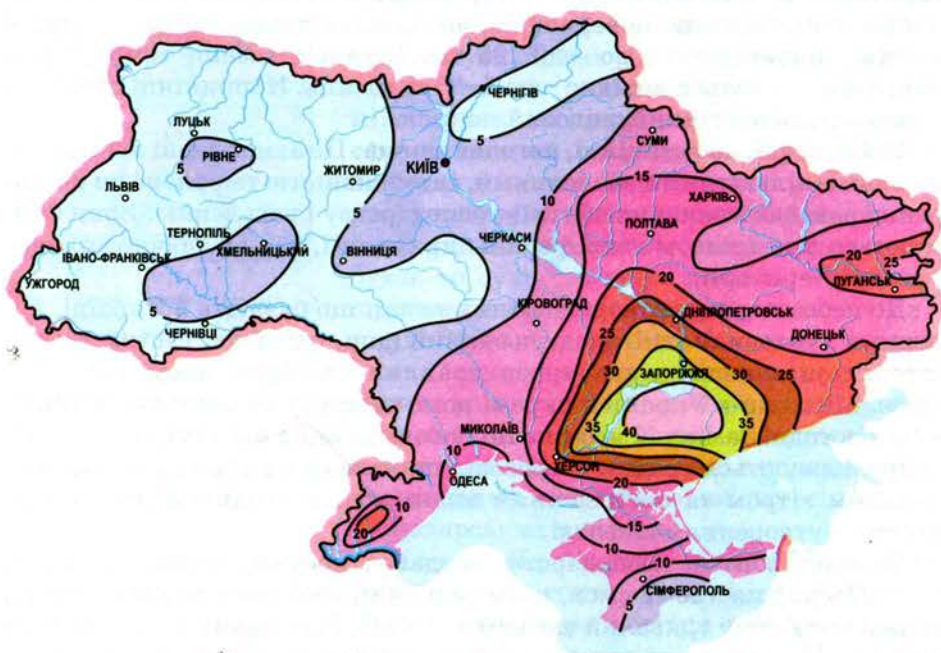 ЧЕРНІГІВ
5
ЛУЦЬК
РІВНЕ
5
СУМИ
КИЇВ
ЖИТОМИР
15
10
ХАРКІВ
ЛЬВІВ
5
ТЕРНОПІЛЬ
ХМЕЛЬНИЦЬКИЙ
ВІННИЦЯ
ЧЕРКАСИ
ПОЛТАВА
ІВАНО-ФРАНКІВСЬК
УЖГОРОД
5
ЧЕРНІВЦІ
20
25
ЛУГАНСЬК
20
КІРОВОГРАД
ДНІПРОПЕТРОВСЬК
25
ДОНЕЦЬК
30
ЗАПОРІЖЖЯ
30
25
35
40
35
МИКОЛАЇВ
10
ОДЕСА
ХЕРСОН
20
10
20
15
10
10
СІМФЕРОПОЛЬ
5